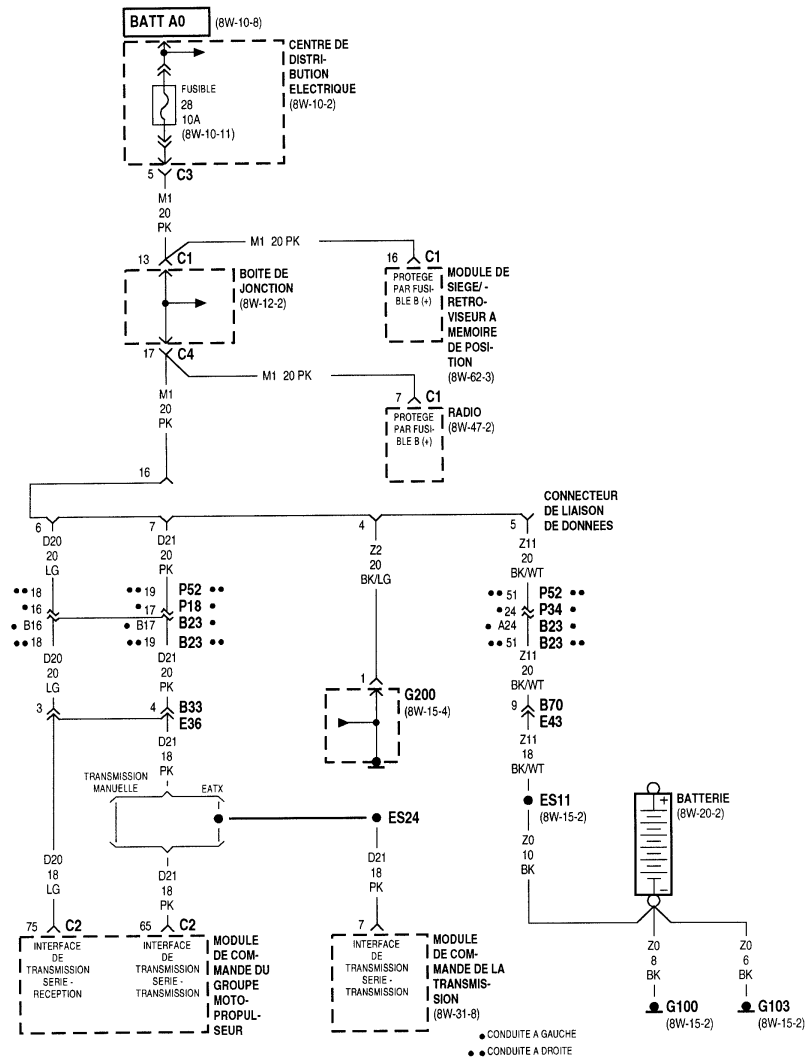 BATT A0 (8W-10-8)
CENTRE DE
DISTRI-
BUTION
ELECTRIQUE
(8W-10-2)
FUSIBLE
28
10A
(8W-10-11)
5 C3
M1
20
PK
M1 20 PK
13 C1
16 C1
BOITE DE
JONCTION
(8W-12-2)
PROTEGE
PAR FUSI-
BLE B (+)
MODULE DE
SIEGE/ -
RETRO-
VISEUR A
MEMOIRE
DE POSI-
TION
(8W-62-3)
17 C4
M1 20 PK
M1
20
PK
7 C1
PROTEGE
PAR FUSI-
BLE B (+)
RADIO
(8W-47-2)
16
CONNECTEUR
DE LIAISON
DE DONNEES
6 7 4 5
D20
20
LG
D21
20
PK
Z2
20
BK/LG
Z11
20
BK/WT
●● 18 ●● 19 P52 ●●
● 16 ● 17 P18 ●
● B16 ● B17 B23 ●
●● 18 ●● 19 B23 ●●
●● 51 P52 ●●
● 24 P34 ●
● A24 B23 ●
●● 51 B23 ●●
D20
20
LG
D21
20
PK
Z11
20
BK/WT
1
G200
(8W-15-4)
3 4 B33
E36
9 B70
E43
D21
18
PK
Z11
18
BK/WT
TRANSMISSION
MANUELLE
EATX
ES24
ES11
(8W-15-2)
BATTERIE
(8W-20-2)
+
−
D20
18
LG
D21
18
PK
D21
18
PK
Z0
10
BK
75 C2
65 C2
7
INTERFACE
DE
TRANSMISSION
SERIE -
RECEPTION
INTERFACE
DE
TRANSMISSION
SERIE -
TRANSMISSION
MODULE
DE COM-
MANDE DU
GROUPE
MOTO-
PROPUL-
SEUR
INTERFACE
DE
TRANSMISSION
SERIE -
TRANSMISSION
MODULE
DE COM-
MANDE DE LA
TRANSMIS-
SION
(8W-31-8)
Z0
8
BK
Z0
6
BK
G100
(8W-15-2)
G103
(8W-15-2)
● CONDUITE A GAUCHE
●● CONDUITE A DROITE